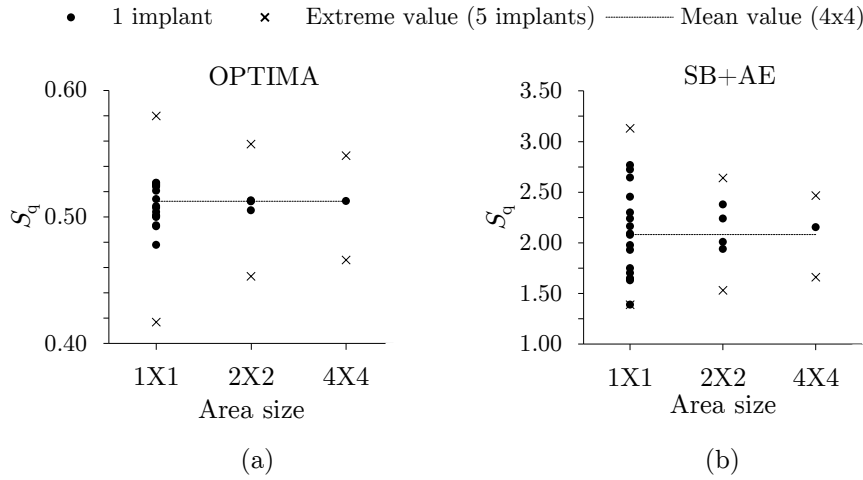 ● 1 implant × Extreme value (5 implants) Mean value (4x4)
OPTIMA
0.60
0.50
0.40
S_q
1X1 2X2 4X4
Area size
(a)
SB+AE
3.50
3.00
2.50
2.00
1.50
1.00
S_q
1X1 2X2 4X4
Area size
(b)